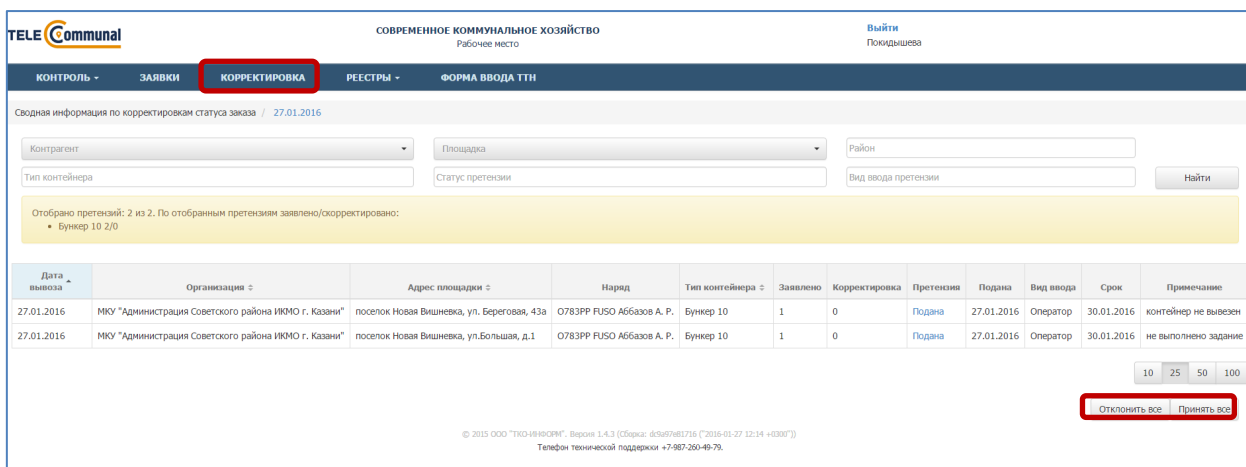 TELE Communal
СОВРЕМЕННОЕ КОММУНАЛЬНОЕ ХОЗЯЙСТВО
Рабочее место
Выйти
Покидышева
КОНТРОЛЬ ЗАЯВКИ КОРРЕКТИРОВКА РЕЕСТРЫ ФОРМА ВВОДА ТТН
Сводная информация по корректировкам статуса заказа / 27.01.2016
Контрагент Площадка Район
Тип контейнера Статус претензии Вид ввода претензии Найти
Отобрано претензий: 2 из 2. По отобранным претензиям заявлено/скорректировано:
• Бункер 10 2/0
Дата вывоза Организация Адрес площадки Наряд Тип контейнера Заявлено Корректировка Претензия Подана Вид ввода Срок Примечание
27.01.2016 МКУ "Администрация Советского района ИКМО г. Казани" поселок Новая Вишневка, ул. Береговая, 43а О783РР FUSO Аббазов А. Р. Бункер 10 1 0 Подана 27.01.2016 Оператор 30.01.2016 контейнер не вывезен
27.01.2016 МКУ "Администрация Советского района ИКМО г. Казани" поселок Новая Вишневка, ул.Большая, д.1 О783РР FUSO Аббазов А. Р. Бункер 10 1 0 Подана 27.01.2016 Оператор 30.01.2016 не выполнено задание
10 25 50 100
Отклонить все Принять все
© 2015 ООО "ТКО-ИНФОРМ". Версия 1.4.3 (Сборка: dc9a97e81716 ("2016-01-27 12:14 +0300"))
Телефон технической поддержки +7-987-260-49-79.